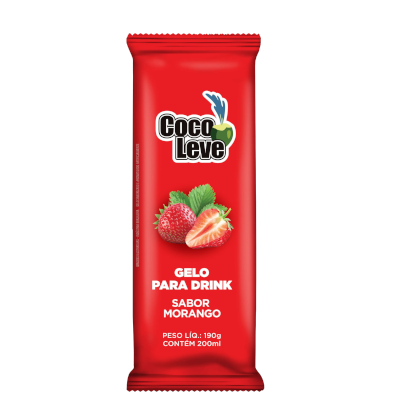 Coco
Leve
GELO
PARA DRINK
SABOR
MORANGO
PESO LÍQ.: 190g
CONTÉM 200ml